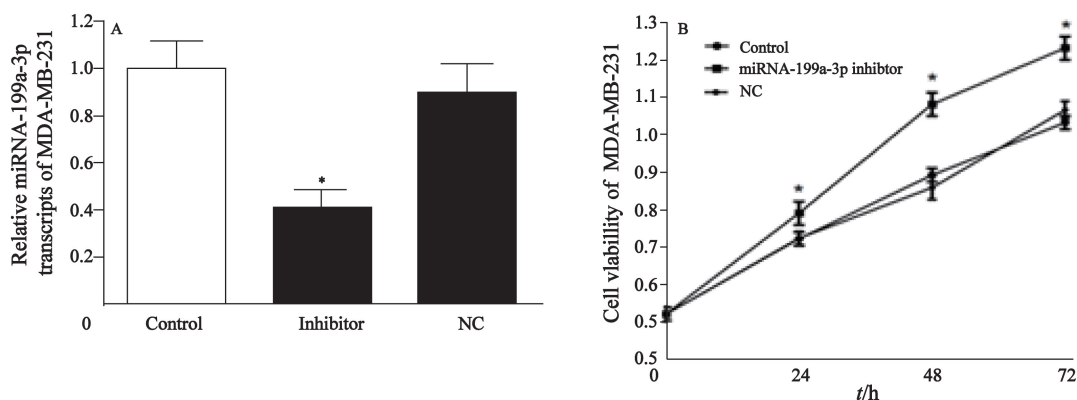 A
Relative miRNA-199a-3p
transcripts of MDA-MB-231
1.2
1.0
0.8
0.6
0.4
0.2
0
*
Control
Inhibitor
NC
B
Cell vlabillity of MDA-MB-231
1.3
1.2
1.1
1.0
0.9
0.8
0.7
0.6
0.5
0.5
Control
miRNA-199a-3p inhibtor
NC
*
*
*
0
24
48
72
t/h